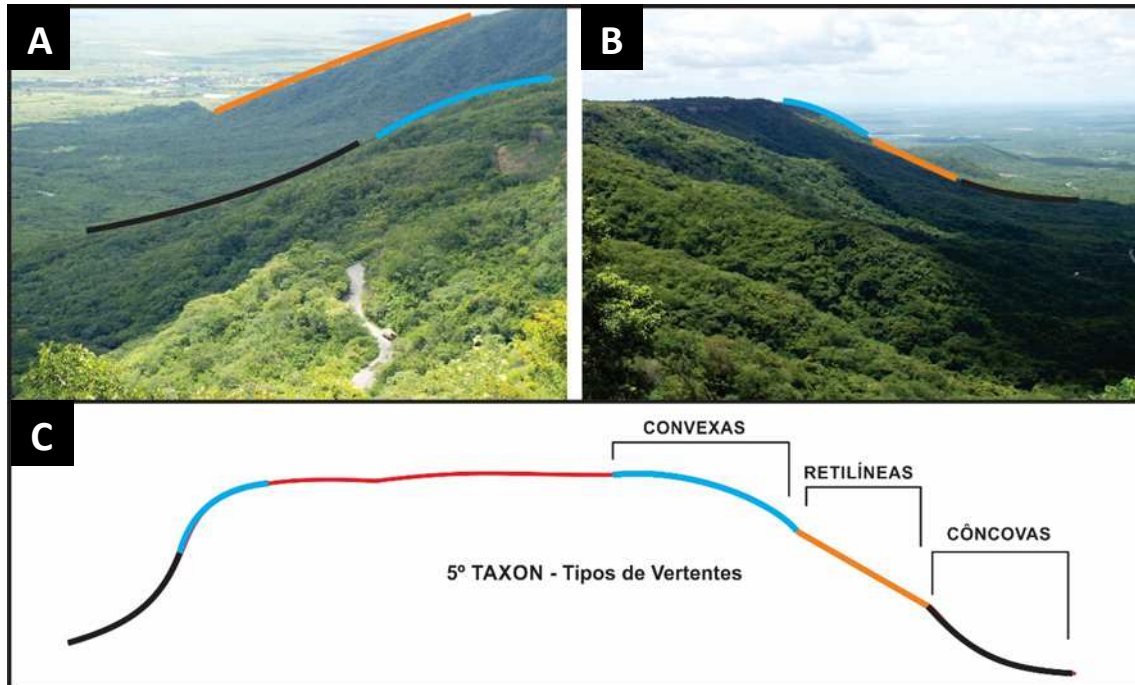 A
B
C
CONVEXAS
RETILÍNEAS
CÔNCOVAS
5º TAXON - Tipos de Vertentes